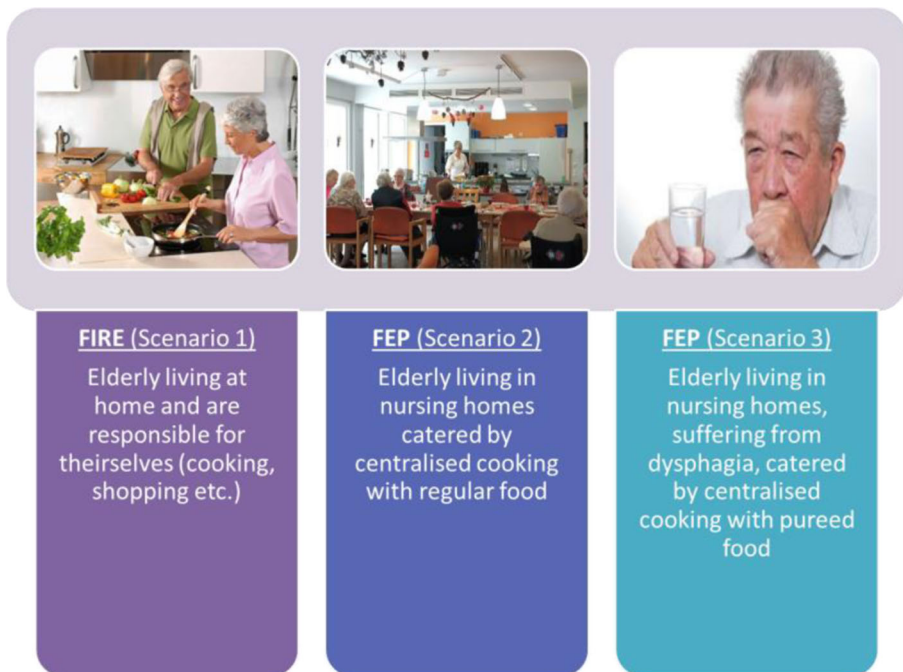 FIRE (Scenario 1)
Elderly living at
home and are
responsible for
theirselves (cooking,
shopping etc.)
FEP (Scenario 2)
Elderly living in
nursing homes
catered by
centralised cooking
with regular food
FEP (Scenario 3)
Elderly living in
nursing homes,
suffering from
dysphagia, catered
by centralised
cooking with pureed
food